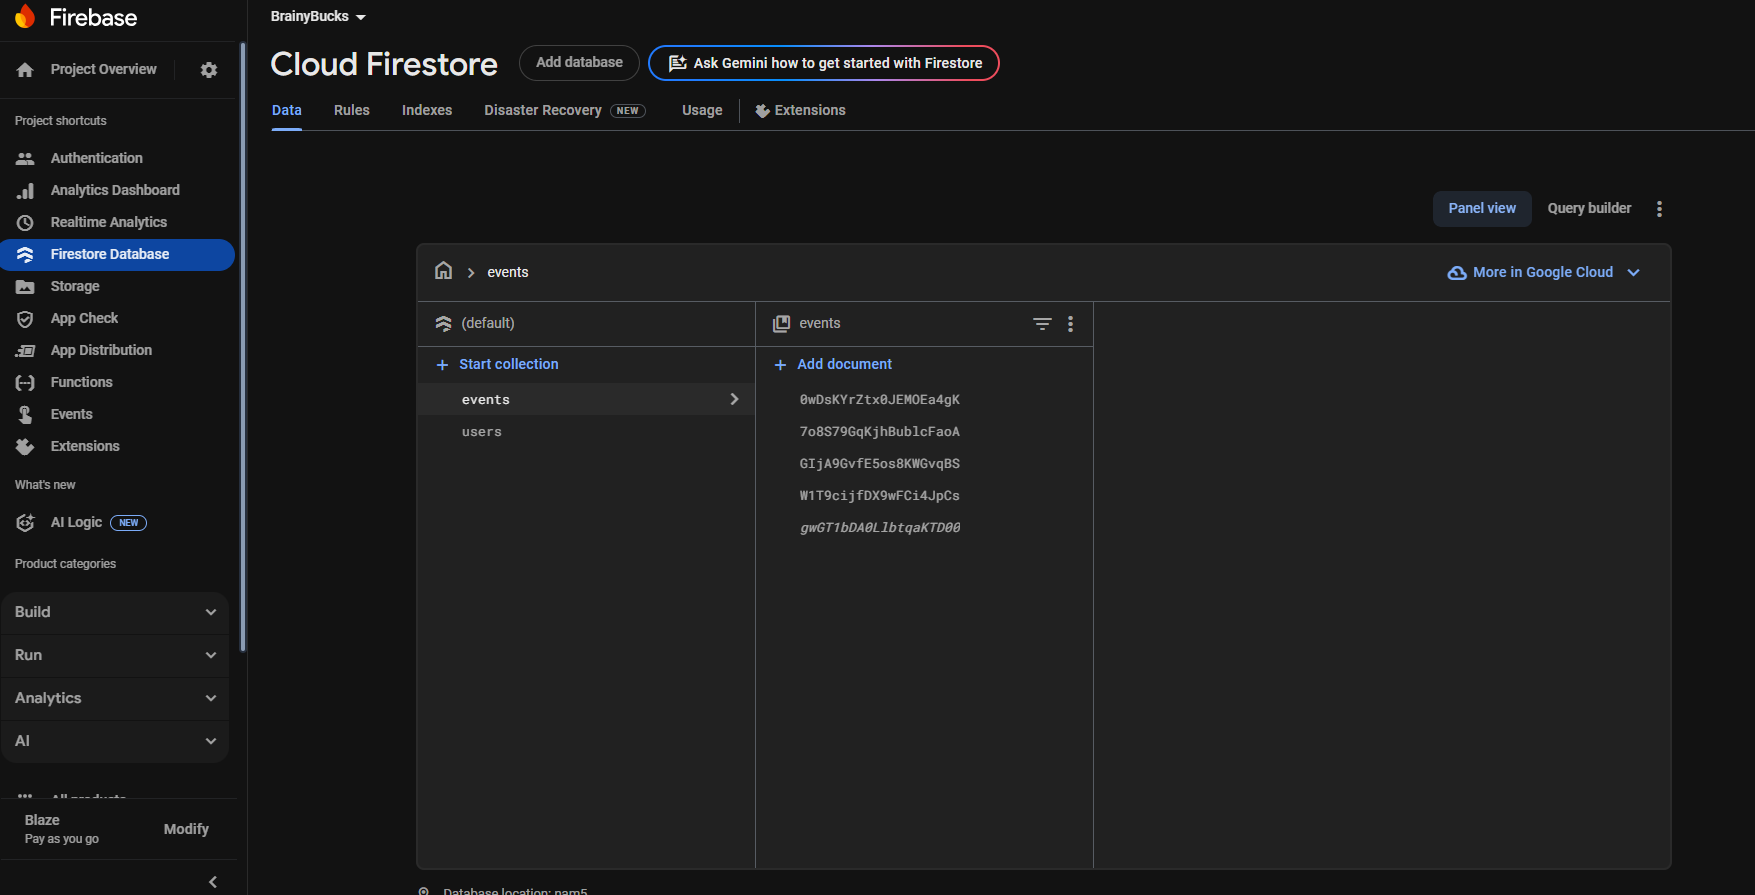 Firebase
Project Overview
Project shortcuts
Authentication
Analytics Dashboard
Realtime Analytics
Firestore Database
Storage
App Check
App Distribution
Functions
Events
Extensions
What's new
AI Logic NEW
Product categories
Build
Run
Analytics
AI
All products
Blaze
Pay as you go
Modify
BrainyBucks
Cloud Firestore
Add database
Ask Gemini how to get started with Firestore
Data
Rules
Indexes
Disaster Recovery NEW
Usage
Extensions
Panel view
Query builder
events
More in Google Cloud
(default)
Start collection
events
users
events
Add document
0wDsKYrZtx0JEMOEa4gK
7o8S79GqKjhBublcFaoA
GIjA9GvfE5os8KWGvqBS
W1T9cijfDX9wFCi4JpCs
gwGT1bDA0LlbtqaKTD00
Database location: nam5